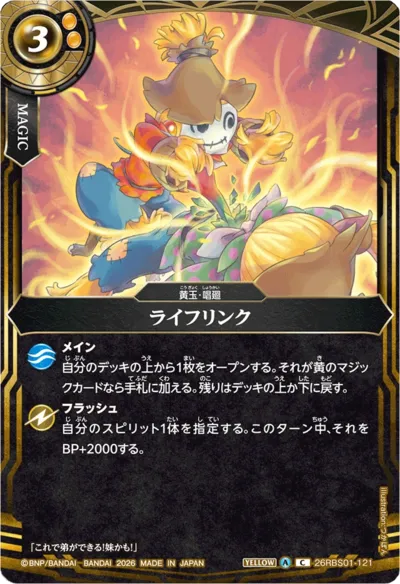 3
MAGIC
黄玉・唱廻
ライフリンク
メイン
自分のデッキの上から1枚をオープンする。それが黄のマジッ
クカードなら手札に加える。残りはデッキの上か下に戻す。
フラッシュ
自分のスピリット1体を指定する。このターン中、それを
BP+2000する。
「これで弟ができる!妹かも!」
Illustration:つかぽん
©BNP/BANDAI BANDAI 2026 MADE IN JAPAN
YELLOW A C 26RBS01-121